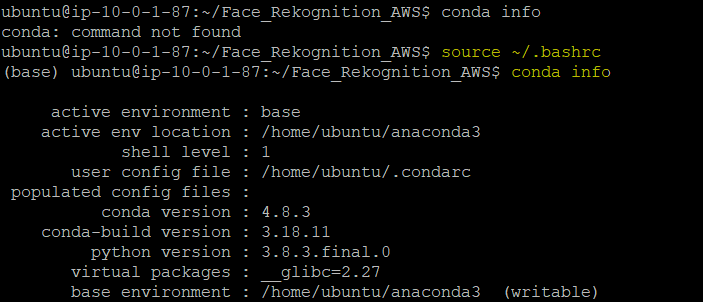 ubuntu@ip-10-0-1-87:~/Face_Rekognition_AWS$ conda info
conda: command not found
ubuntu@ip-10-0-1-87:~/Face_Rekognition_AWS$ source ~/.bashrc
(base) ubuntu@ip-10-0-1-87:~/Face_Rekognition_AWS$ conda info
active environment : base
active env location : /home/ubuntu/anaconda3
shell level : 1
user config file : /home/ubuntu/.condarc
populated config files :
conda version : 4.8.3
conda-build version : 3.18.11
python version : 3.8.3.final.0
virtual packages : __glibc=2.27
base environment : /home/ubuntu/anaconda3  (writable)